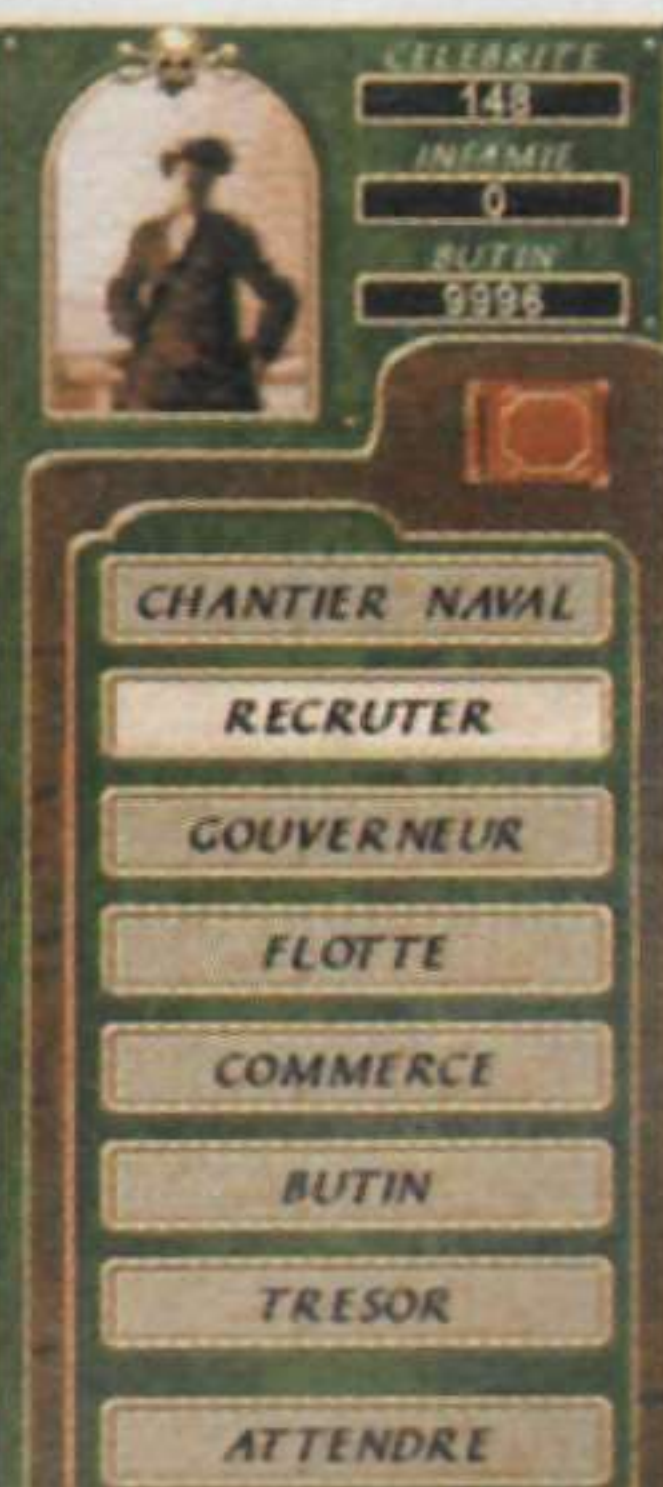 CELEBRITE
148
INFAMIE
0
BUTIN
9996
CHANTIER NAVAL
RECRUTER
GOUVERNEUR
FLOTTE
COMMERCE
BUTIN
TRESOR
ATTENDRE